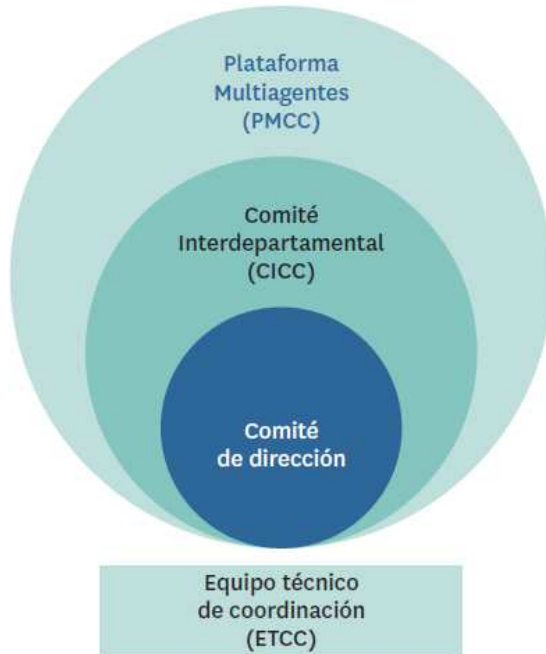 Plataforma
Multiagentes
(PMCC)
Comité
Interdepartamental
(CICC)
Comité
de dirección
Equipo técnico
de coordinación
(ETCC)